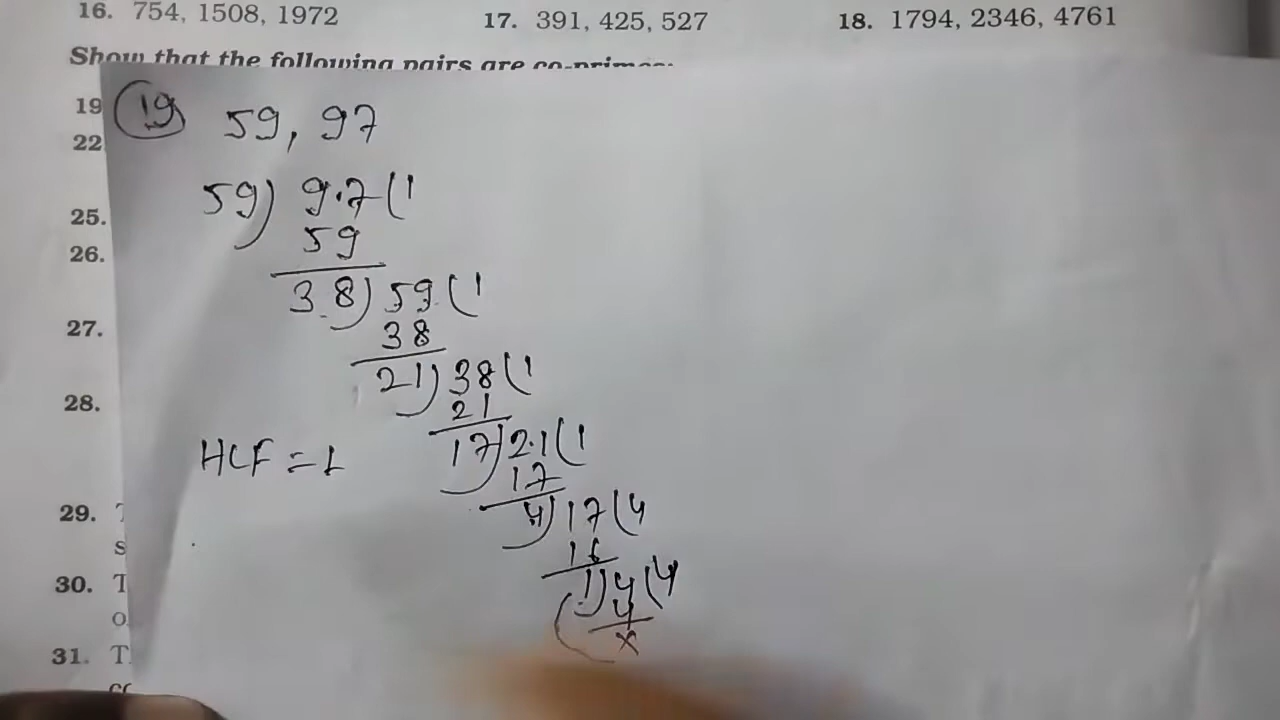 16. 754, 1508, 1972 17. 391, 425, 527 18. 1794, 2346, 4761
Show that the following pairs are co-primes:
19
22
25.
26.
27.
28.
29.
s
30. T
o
31. T
19 59, 97
59) 97 (1
59
38) 59 (1
38
21) 38 (1
21
17) 21 (1
17
4) 17 (4
16
1) 4 (4
4
x
HCF = 1